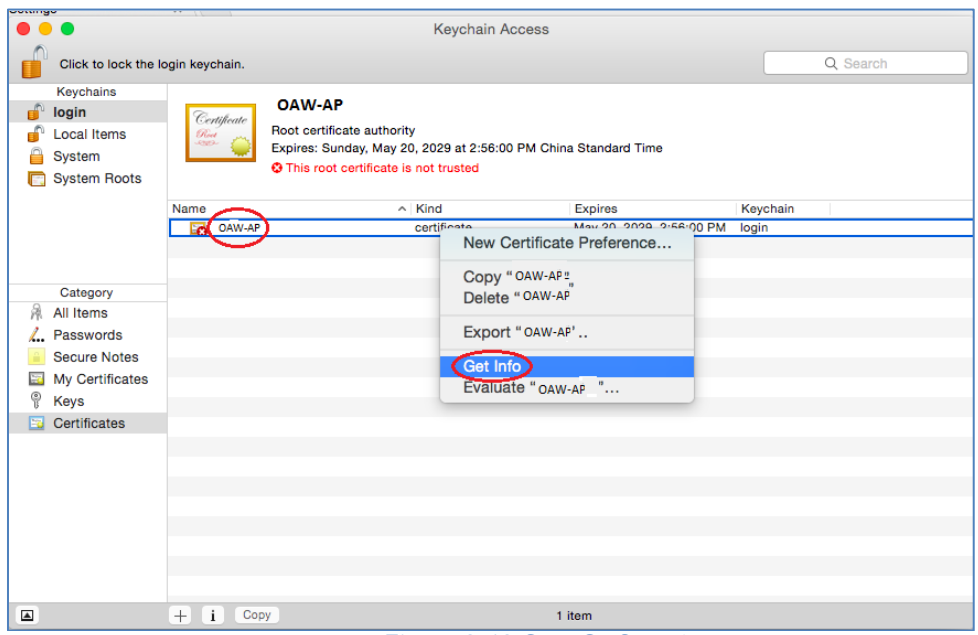 Keychain Access
Click to lock the login keychain.
Search
Keychains
login
Local Items
System
System Roots
Certificate
Root
OAW-AP
Root certificate authority
Expires: Sunday, May 20, 2029 at 2:56:00 PM China Standard Time
This root certificate is not trusted
Name Kind Expires Keychain
OAW-AP certificate May 20, 2029, 2:56:00 PM login
New Certificate Preference...
Copy "OAW-AP"
Delete "OAW-AP"
Export "OAW-AP'..
Get Info
Evaluate "OAW-AP "...
Category
All Items
Passwords
Secure Notes
My Certificates
Keys
Certificates
+ i Copy
1 item